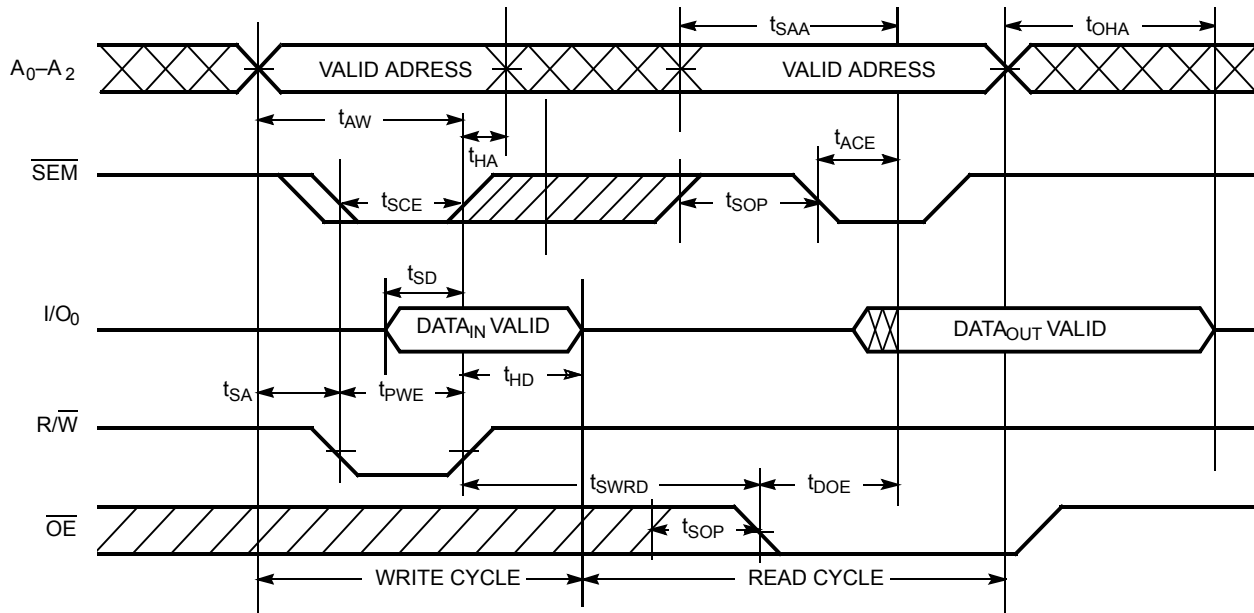 tSAA
tOHA
A0–A2
VALID ADRESS
VALID ADRESS
tAW
tHA
tACE
SEM
tSCE
tSOP
tSD
I/O0
DATAIN VALID
DATAOUT VALID
tSA
tPWE
tHD
R/W
tSWRD
tDOE
OE
tSOP
WRITE CYCLE
READ CYCLE